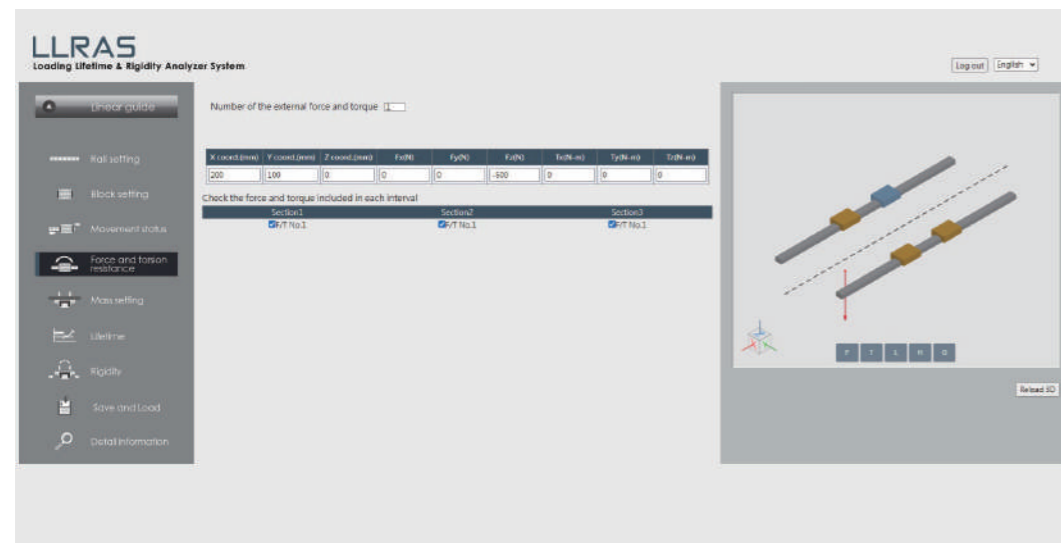 LLRAS
Loading Lifetime & Rigidity Analyzer System
Log out English
Linear guide
Number of the external force and torque 1
X coord.(mm) Y coord.(mm) Z coord.(mm) Fx(N) Fy(N) Fz(N) Tx(N-m) Ty(N-m) Tz(N-m)
200 100 0 0 0 -500 0 0 0
Check the force and torque included in each interval
Section1 Section2 Section3
F/T No.1 F/T No.1 F/T No.1
Rail setting
Block setting
Movement status
Force and torsion
resistance
Mass setting
Lifetime
Rigidity
Save and Load
Detail information
Reload 3D